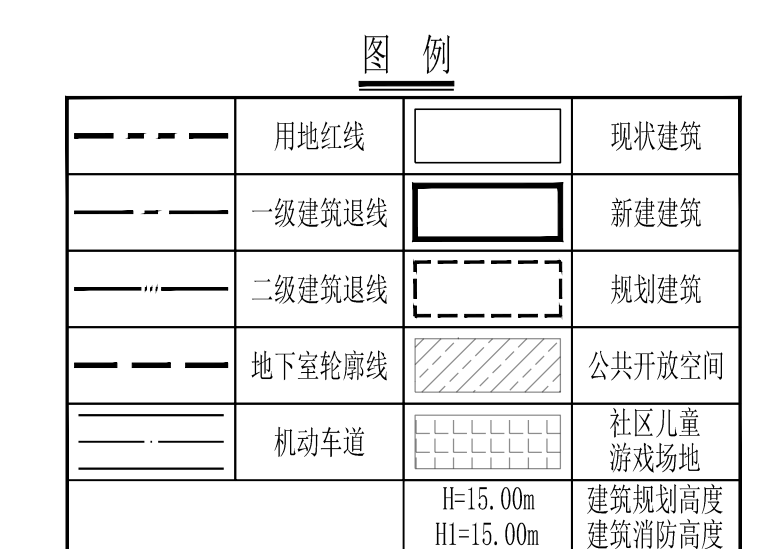 图 例
用地红线
现状建筑
一级建筑退线
新建建筑
二级建筑退线
规划建筑
地下室轮廓线
公共开放空间
机动车道
社区儿童
游戏场地
H=15.00m
建筑规划高度
H1=15.00m
建筑消防高度